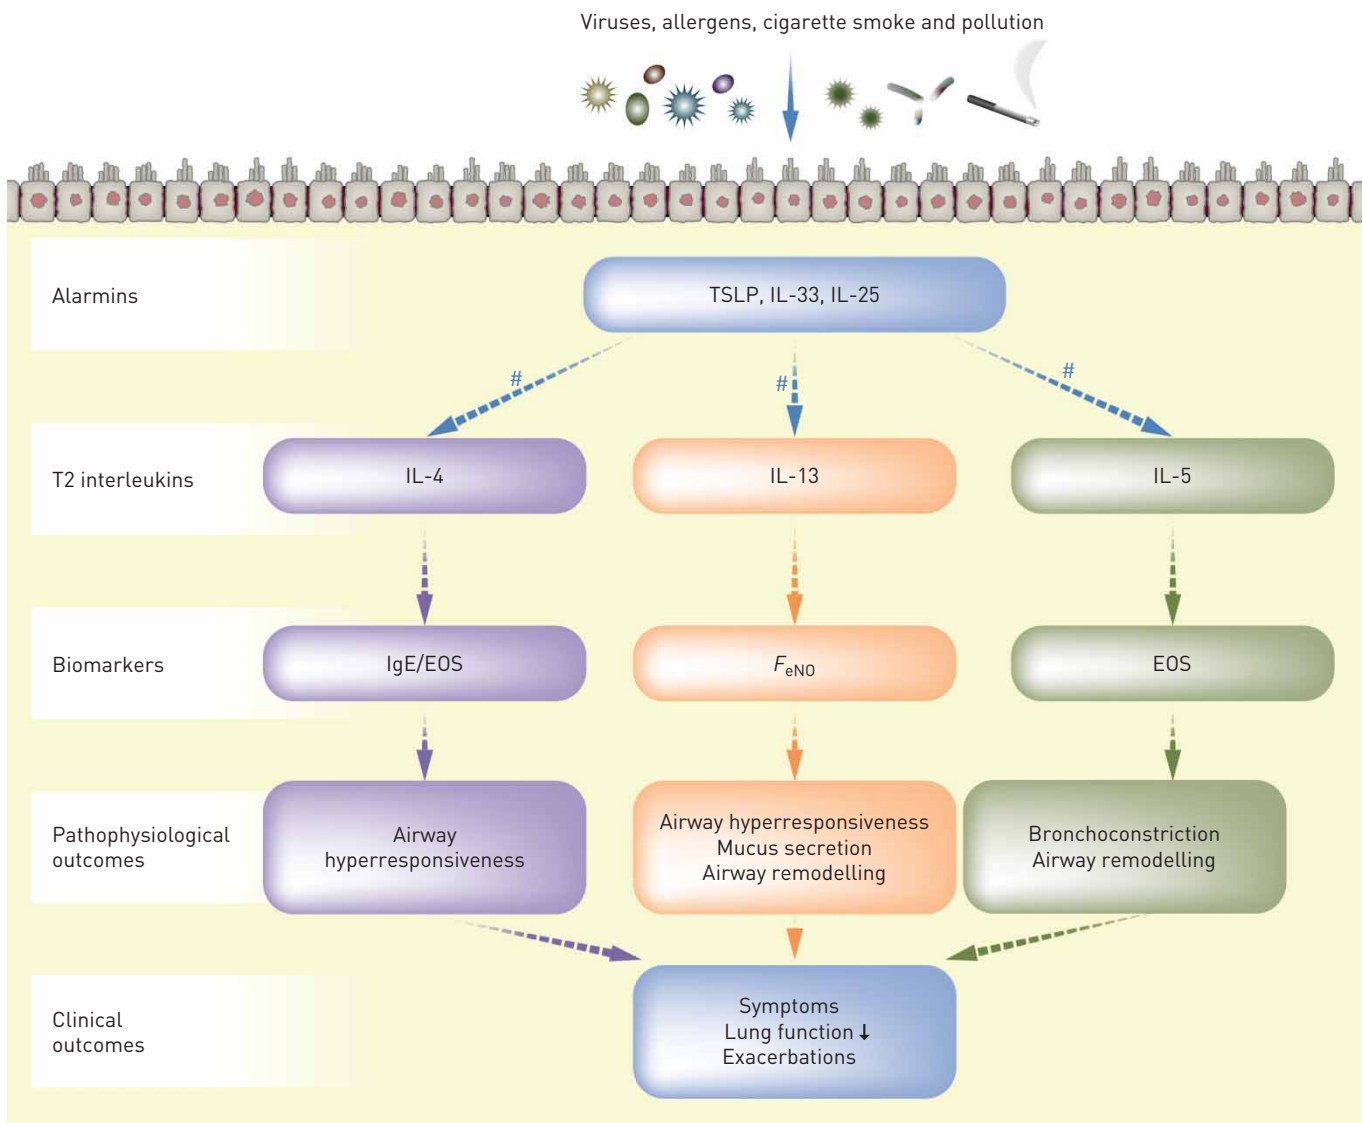 Viruses, allergens, cigarette smoke and pollution
Alarmins
TSLP, IL-33, IL-25
#
#
#
T2 interleukins
IL-4
IL-13
IL-5
Biomarkers
IgE/EOS
FeNO
EOS
Pathophysiological
outcomes
Airway
hyperresponsiveness
Airway hyperresponsiveness
Mucus secretion
Airway remodelling
Bronchoconstriction
Airway remodelling
Clinical
outcomes
Symptoms
Lung function ↓
Exacerbations